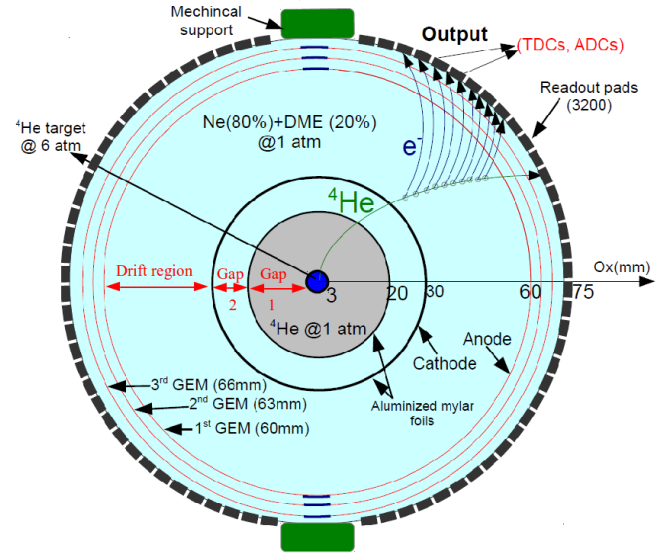 Mechincal
support
Output
(TDCs, ADCs)
Readout pads
(3200)
Ne(80%)+DME (20%)
@1 atm
⁴He target
@ 6 atm
e⁻
⁴He
Drift region
Gap
2
Gap
1
3
20
30
60
75
Ox(mm)
⁴He @1 atm
Cathode
Anode
Aluminized mylar
foils
3ʳᵈ GEM (66mm)
2ⁿᵈ GEM (63mm)
1ˢᵗ GEM (60mm)